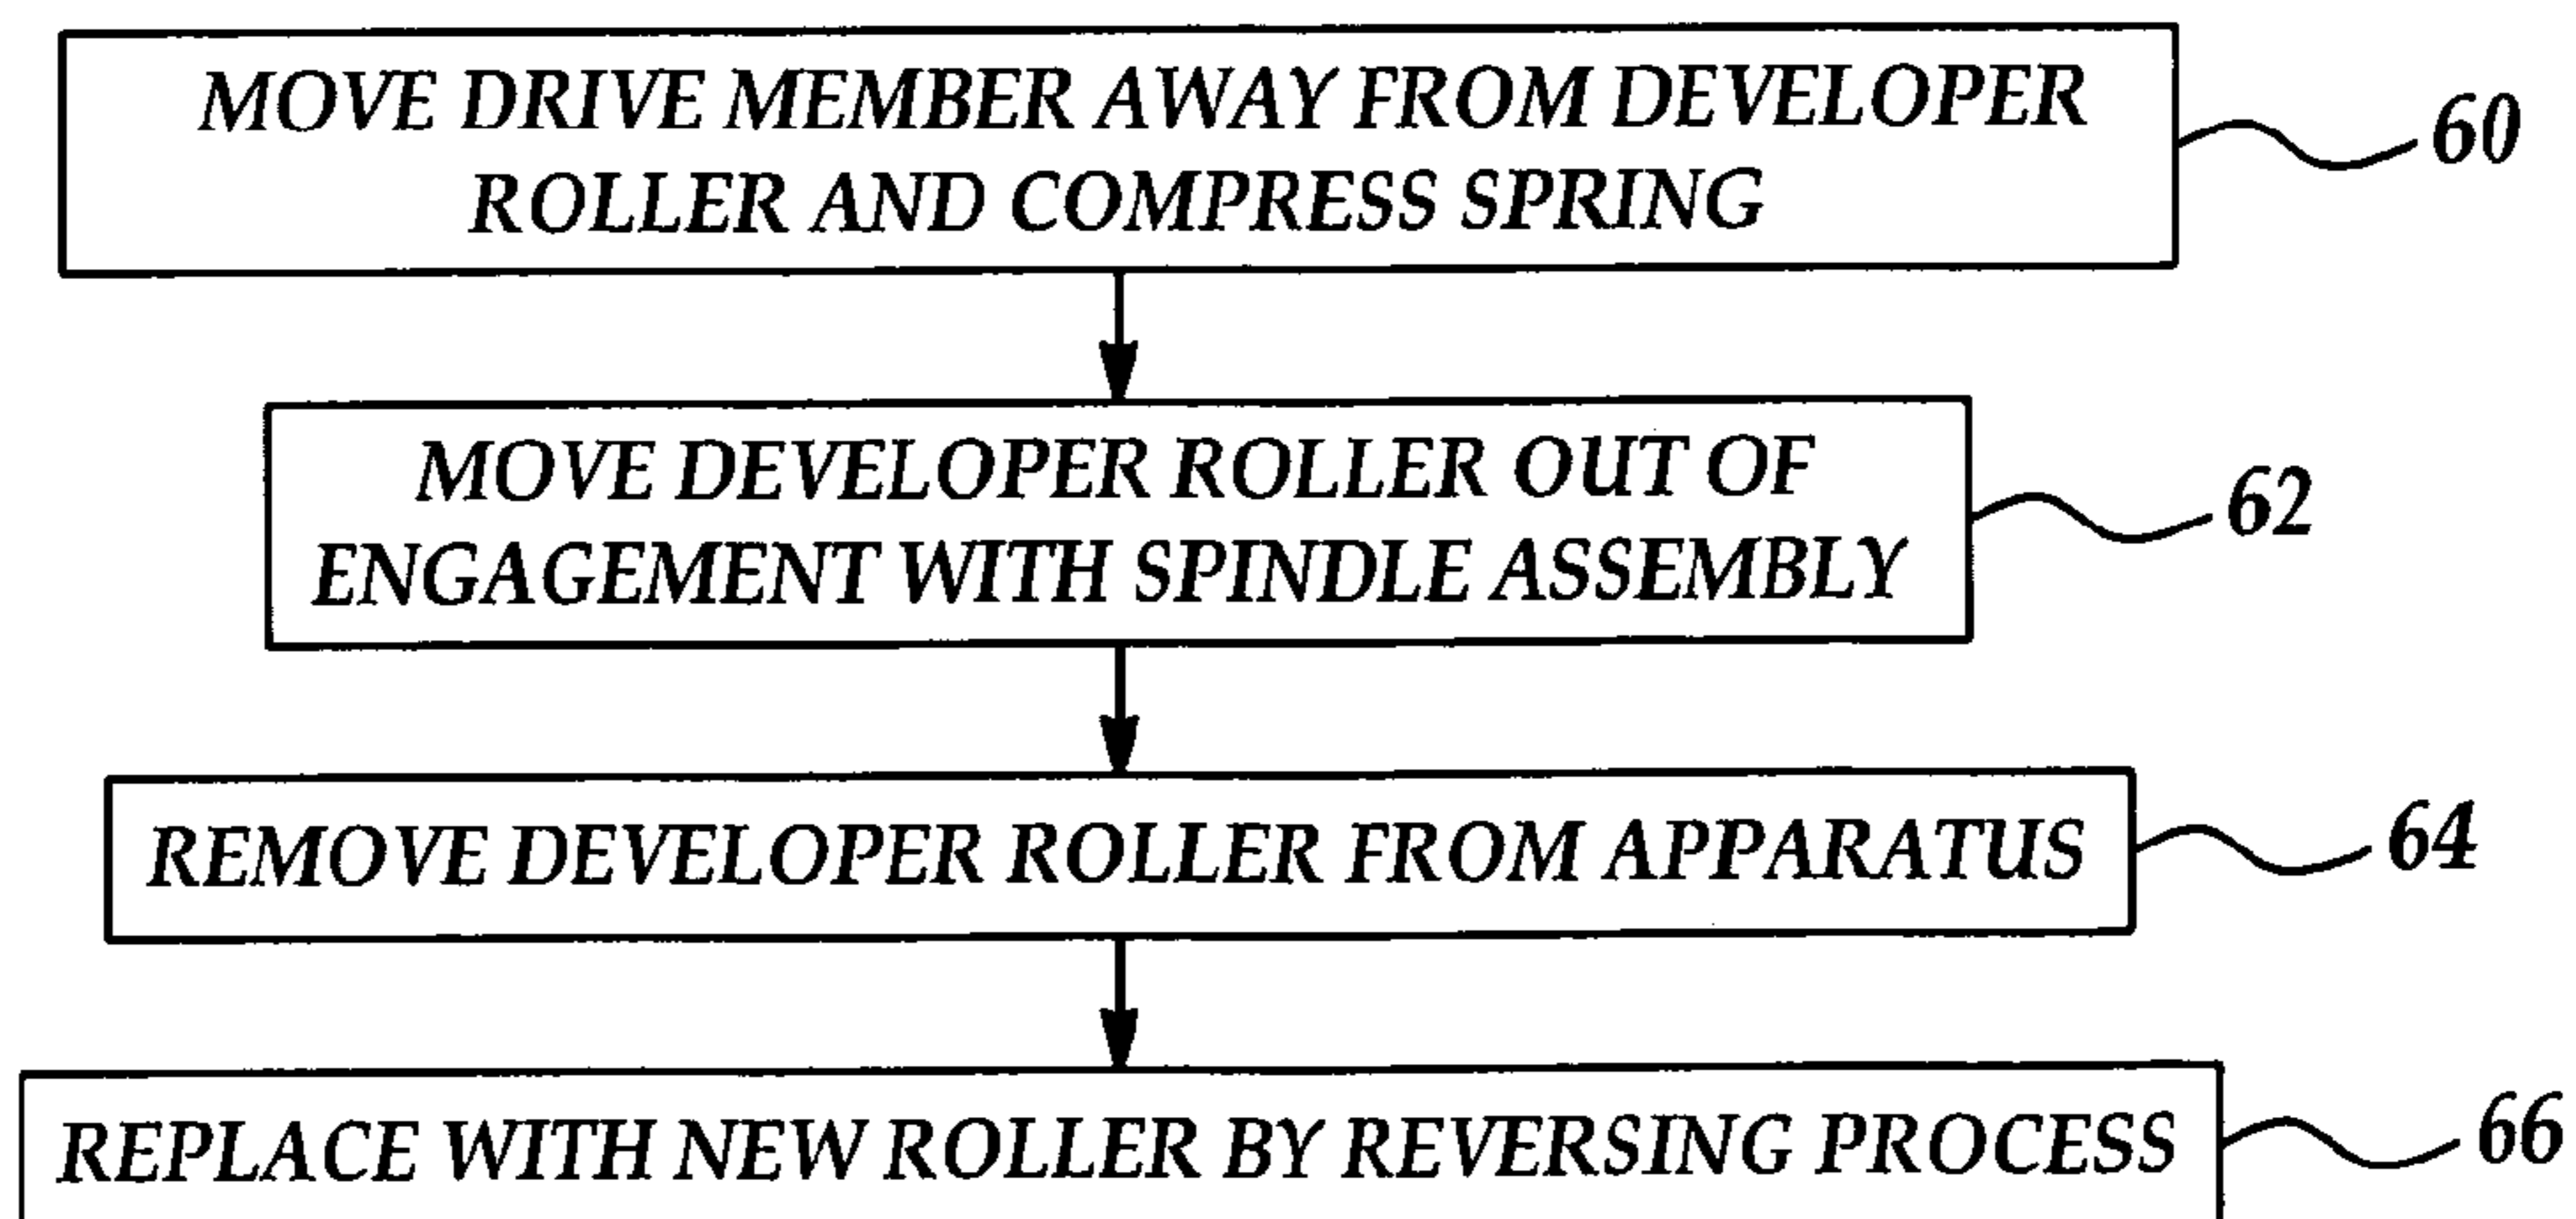 MOVE DRIVE MEMBER AWAY FROM DEVELOPER
ROLLER AND COMPRESS SPRING
60
MOVE DEVELOPER ROLLER OUT OF
ENGAGEMENT WITH SPINDLE ASSEMBLY
62
REMOVE DEVELOPER ROLLER FROM APPARATUS
64
REPLACE WITH NEW ROLLER BY REVERSING PROCESS
66